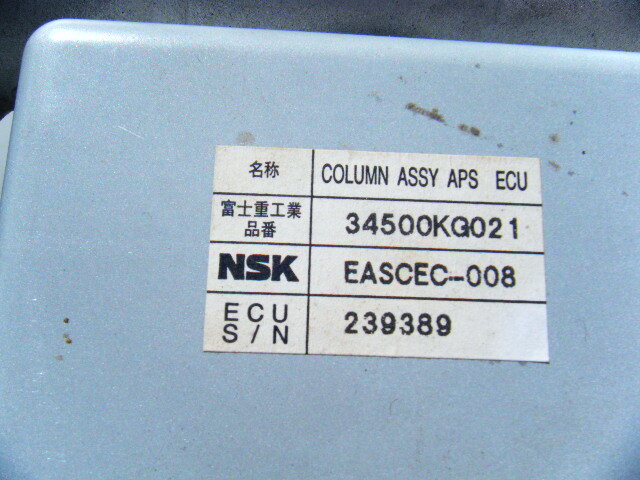 名称 COLUMN ASSY APS ECU
富士重工業
品番 34500KG021
NSK EASCEC-008
ECU
S/N 239389